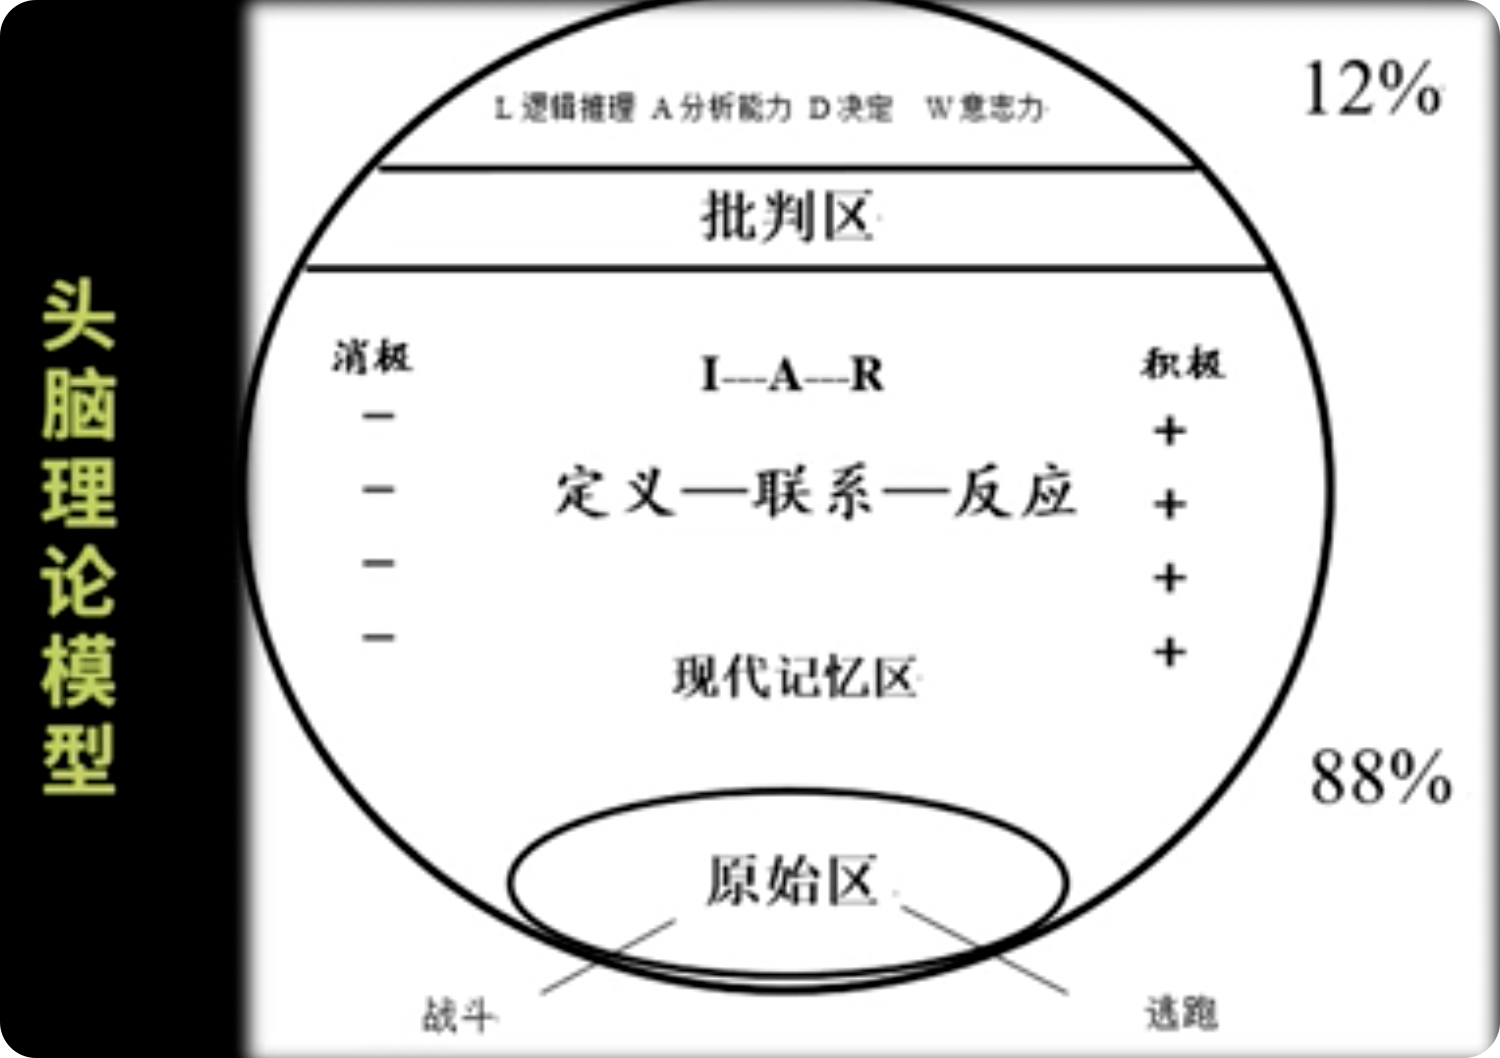 头脑理论模型
12%
L 逻辑推理 A 分析能力 D 决定 W 意志力
批判区
消极 I---A---R 积极
− +
定义—联系—反应
− +
− +
− +
现代记忆区
88%
原始区
战斗 逃跑